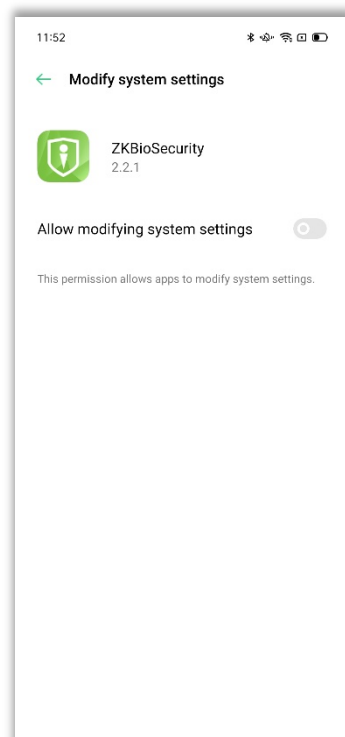 11:52
Modify system settings
ZKBioSecurity
2.2.1
Allow modifying system settings
This permission allows apps to modify system settings.